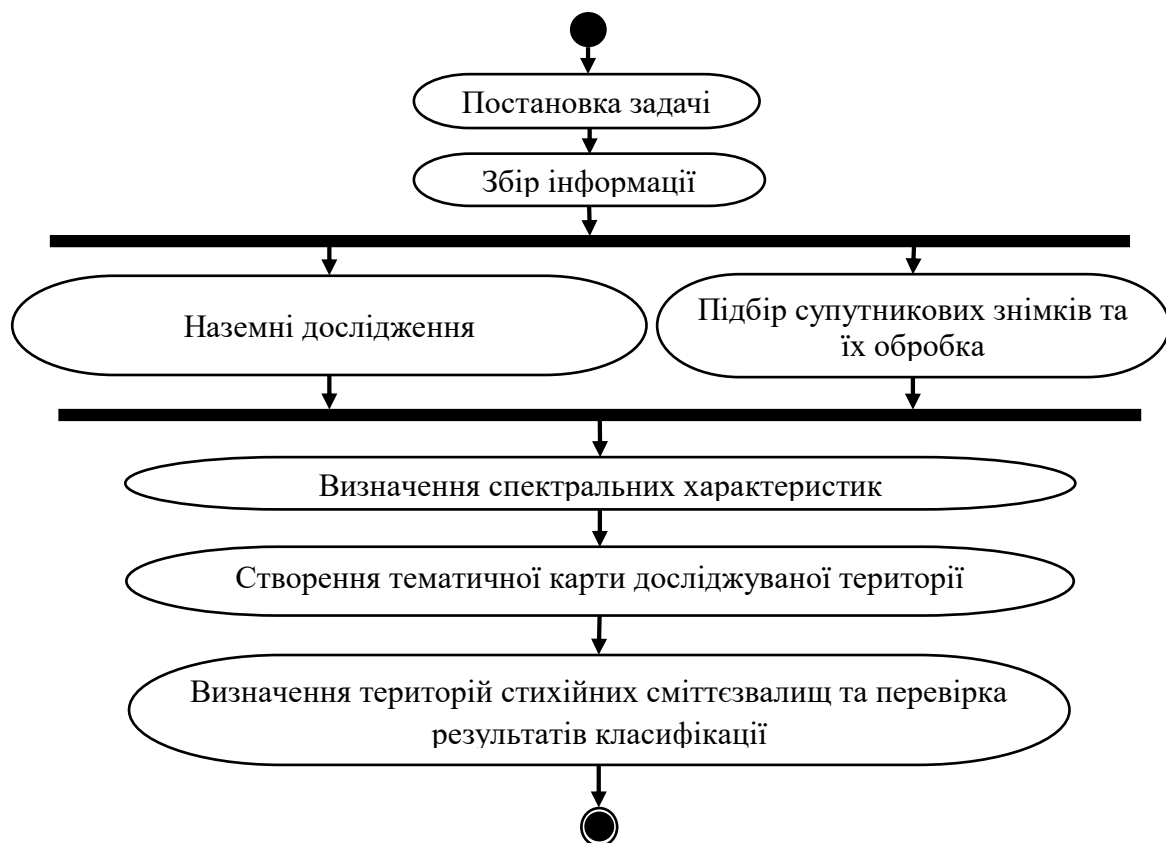 Постановка задачі
Збір інформації
Наземні дослідження
Підбір супутникових знімків та
їх обробка
Визначення спектральних характеристик
Створення тематичної карти досліджуваної території
Визначення територій стихійних сміттєзвалищ та перевірка
результатів класифікації